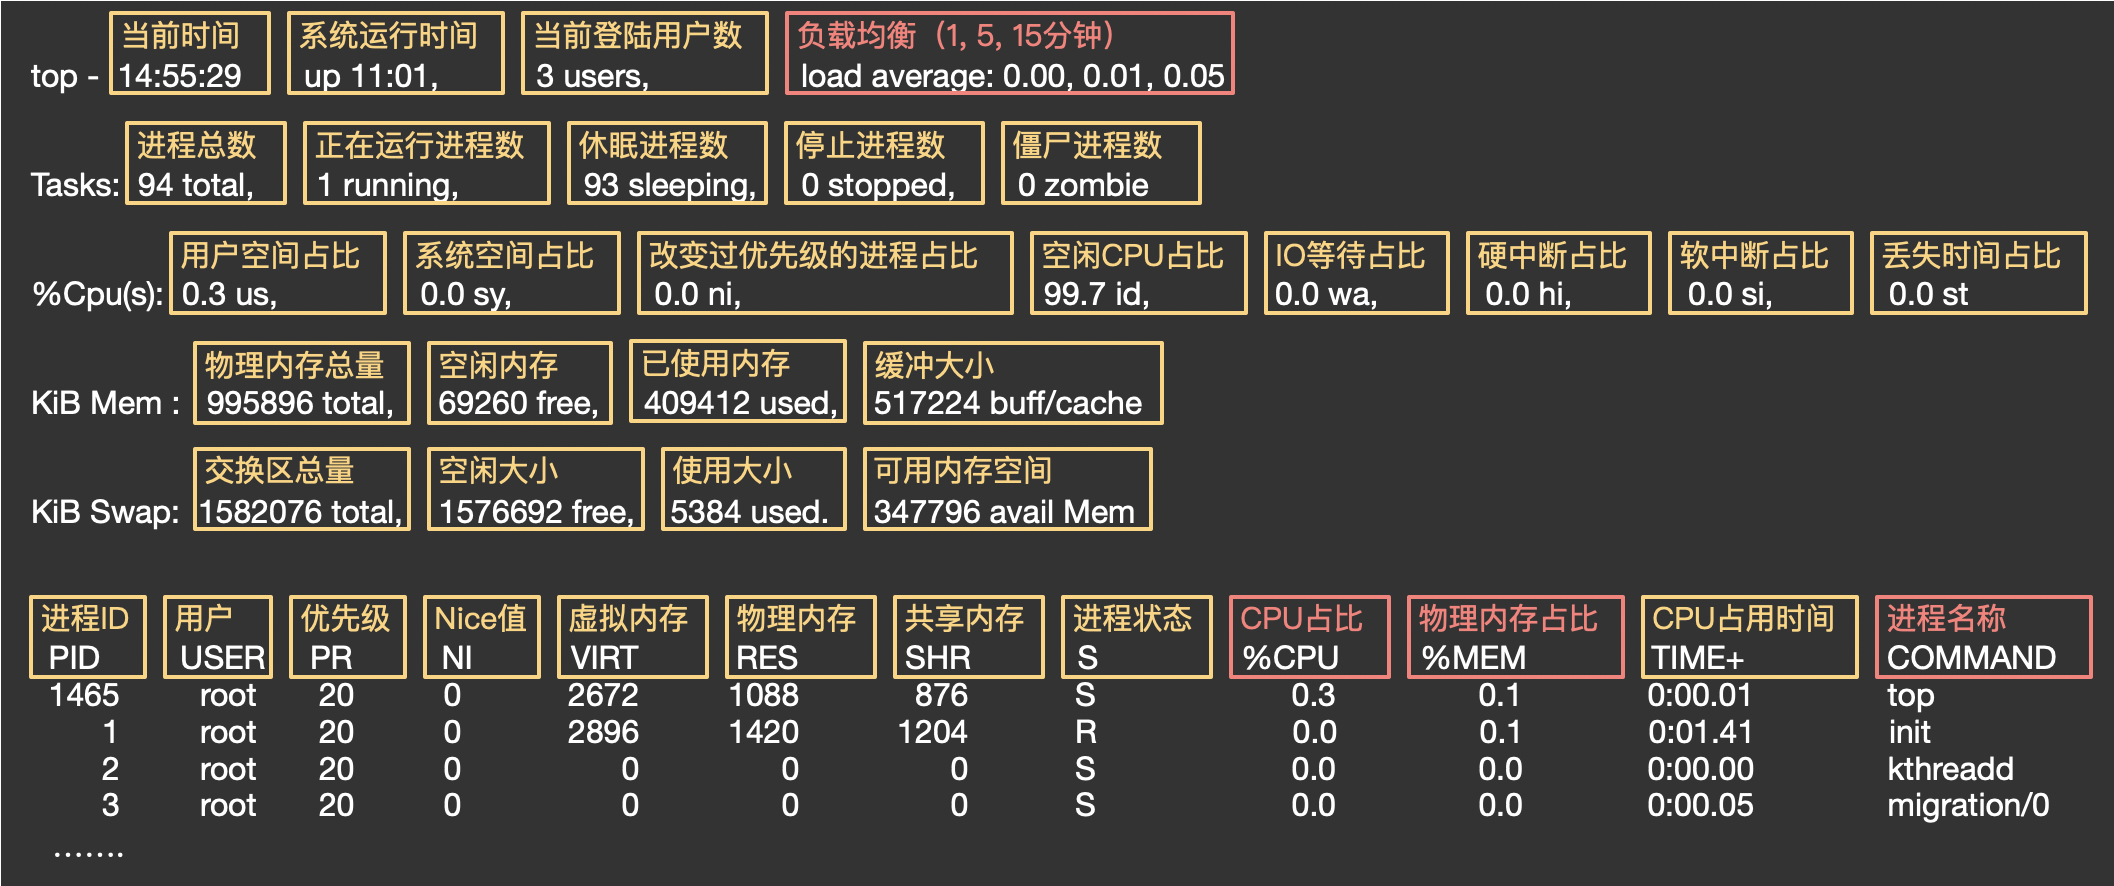 当前时间 系统运行时间 当前登陆用户数 负载均衡（1, 5, 15分钟）
top - 14:55:29 up 11:01, 3 users, load average: 0.00, 0.01, 0.05
进程总数 正在运行进程数 休眠进程数 停止进程数 僵尸进程数
Tasks: 94 total, 1 running, 93 sleeping, 0 stopped, 0 zombie
用户空间占比 系统空间占比 改变过优先级的进程占比 空闲CPU占比 IO等待占比 硬中断占比 软中断占比 丢失时间占比
%Cpu(s): 0.3 us, 0.0 sy, 0.0 ni, 99.7 id, 0.0 wa, 0.0 hi, 0.0 si, 0.0 st
物理内存总量 空闲内存 已使用内存 缓冲大小
KiB Mem : 995896 total, 69260 free, 409412 used, 517224 buff/cache
交换区总量 空闲大小 使用大小 可用内存空间
KiB Swap: 1582076 total, 1576692 free, 5384 used. 347796 avail Mem
进程ID 用户 优先级 Nice值 虚拟内存 物理内存 共享内存 进程状态 CPU占比 物理内存占比 CPU占用时间 进程名称
PID USER PR NI VIRT RES SHR S %CPU %MEM TIME+ COMMAND
1465 root 20 0 2672 1088 876 S 0.3 0.1 0:00.01 top
1 root 20 0 2896 1420 1204 R 0.0 0.1 0:01.41 init
2 root 20 0 0 0 0 S 0.0 0.0 0:00.00 kthreadd
3 root 20 0 0 0 0 S 0.0 0.0 0:00.05 migration/0
.......